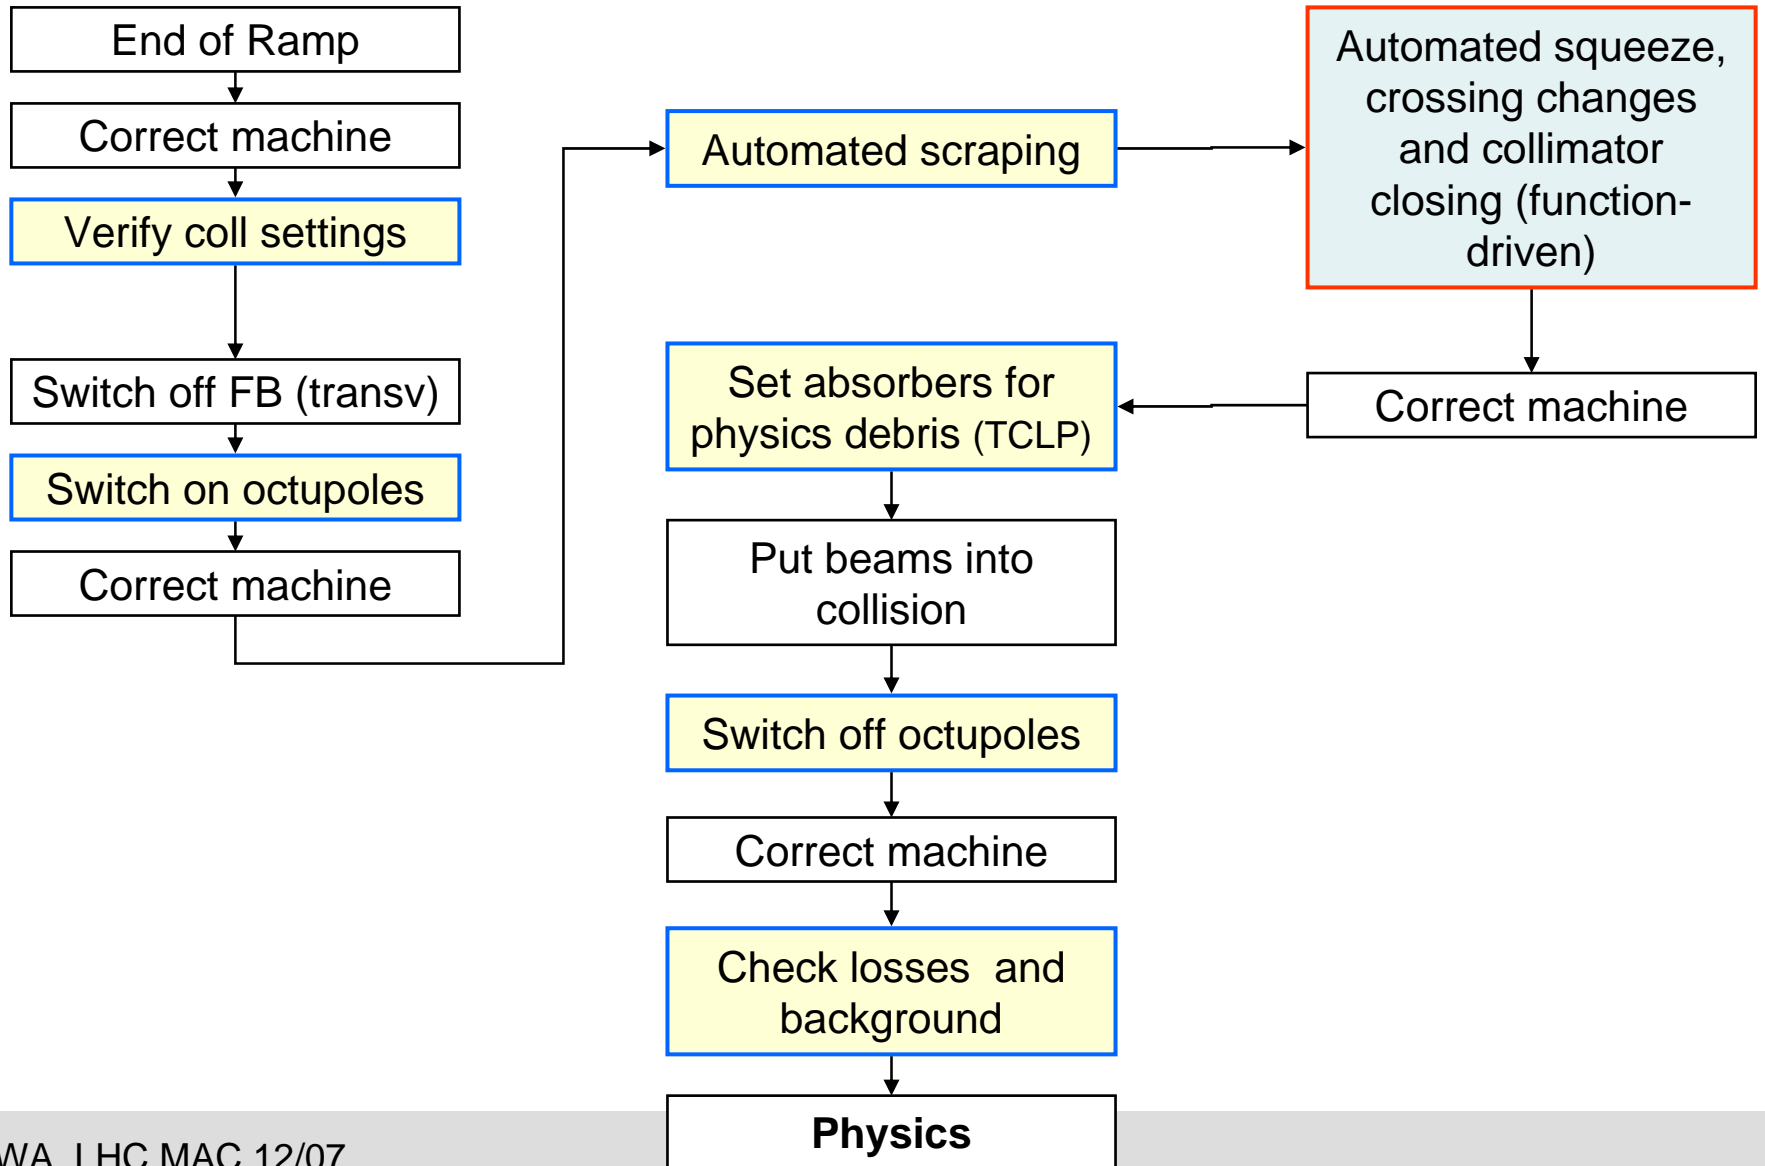 End of Ramp
Correct machine
Verify coll settings
Switch off FB (transv)
Switch on octupoles
Correct machine
Automated scraping
Automated squeeze,
crossing changes
and collimator
closing (function-
driven)
Correct machine
Set absorbers for
physics debris (TCLP)
Put beams into
collision
Switch off octupoles
Correct machine
Check losses and
background
Physics
WA, LHC MAC 12/07